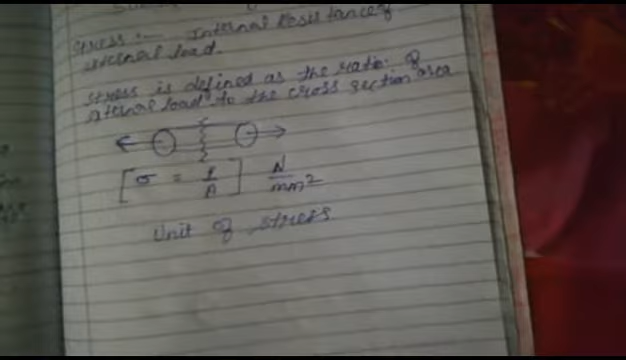 Stress :- Internal Resistance of
external load.
Stress is defined as the ratio of
external load to the cross section area
[σ = P/A] N/mm²
Unit of stress